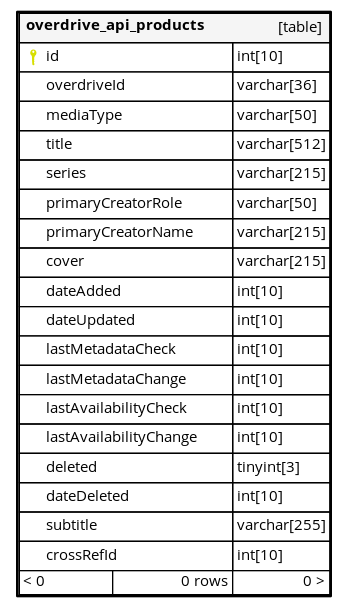 overdrive_api_products [table]
id int[10]
overdriveId varchar[36]
mediaType varchar[50]
title varchar[512]
series varchar[215]
primaryCreatorRole varchar[50]
primaryCreatorName varchar[215]
cover varchar[215]
dateAdded int[10]
dateUpdated int[10]
lastMetadataCheck int[10]
lastMetadataChange int[10]
lastAvailabilityCheck int[10]
lastAvailabilityChange int[10]
deleted tinyint[3]
dateDeleted int[10]
subtitle varchar[255]
crossRefId int[10]
< 0 0 rows 0 >